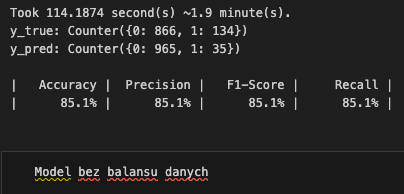 Took 114.1874 second(s) ~1.9 minute(s).
y_true: Counter({0: 866, 1: 134})
y_pred: Counter({0: 965, 1: 35})
| Accuracy | Precision | F1-Score | Recall |
| 85.1% | 85.1% | 85.1% | 85.1% |
Model bez balansu danych